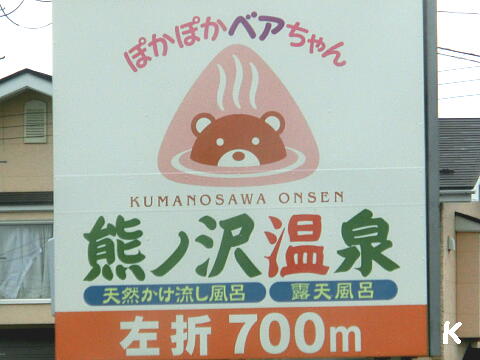 ぽかぽかベアちゃん
KUMANOSAWA ONSEN
熊ノ沢温泉
天然かけ流し風呂 露天風呂
左折 700m
K